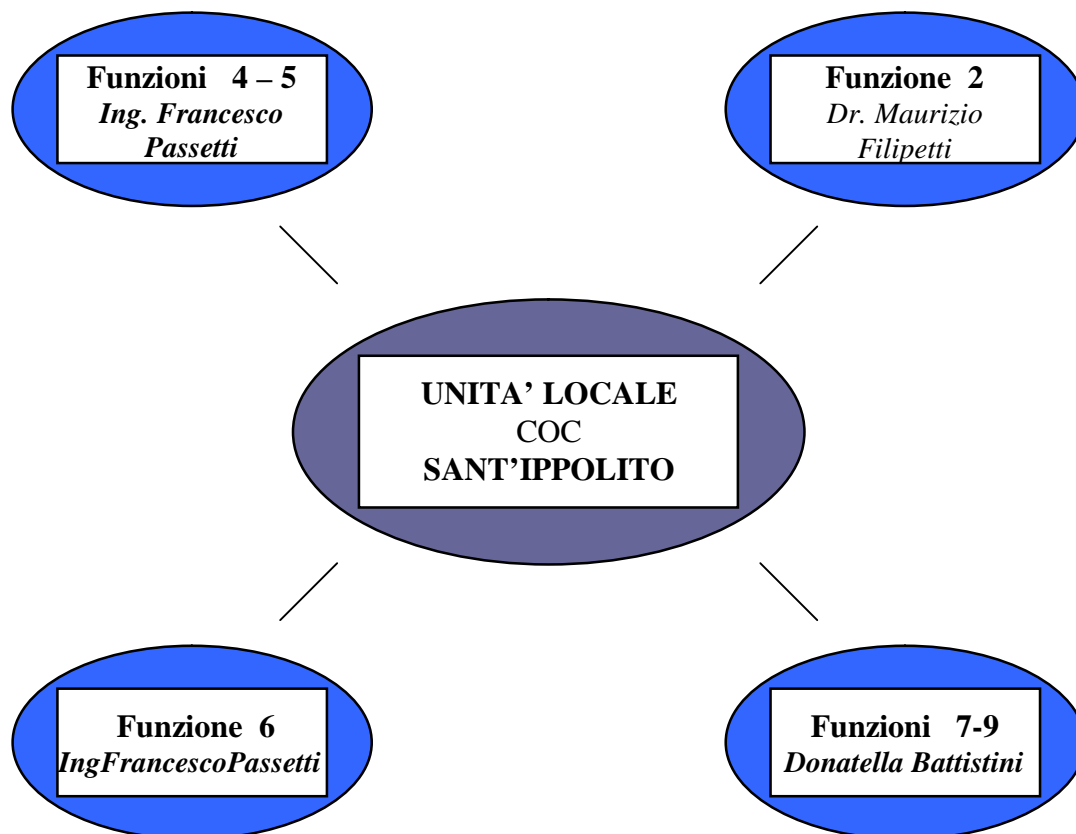 Funzioni 4 – 5
Ing. Francesco
Passetti
Funzione 2
Dr. Maurizio
Filipetti
UNITA’ LOCALE
COC
SANT’IPPOLITO
Funzione 6
IngFrancescoPassetti
Funzioni 7-9
Donatella Battistini